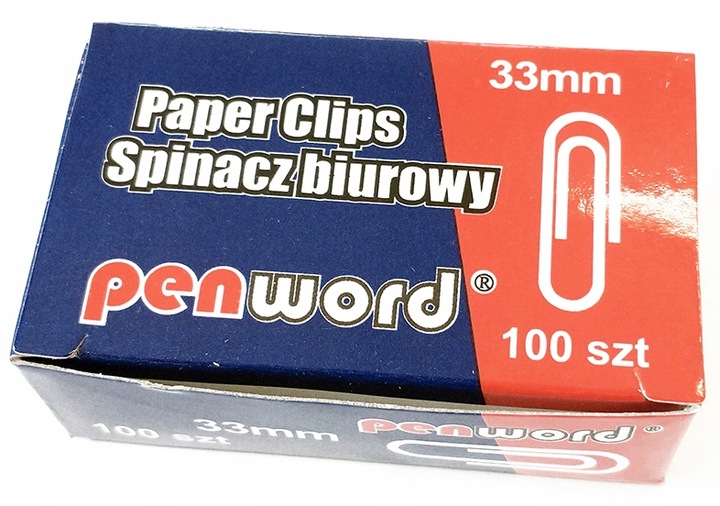 33mm
Paper Clips
Spinacz biurowy
penword®
100 szt
33mm
penword®
100 szt